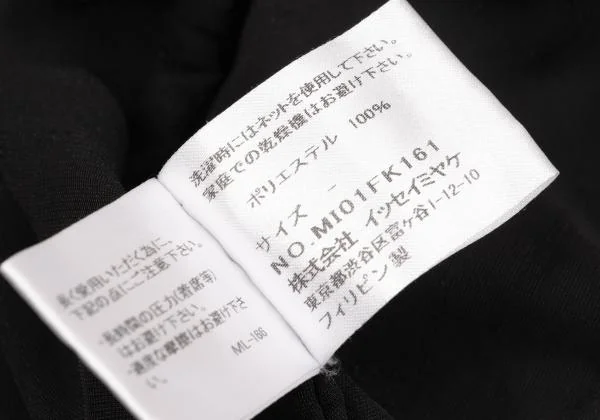 洗濯時にはネットを使用して下さい。
家庭での乾燥機はお避け下さい。
ポリエステル 100%
サイズ -
NO.MI01FK161
株式会社 イッセイミヤケ
東京都渋谷区富ヶ谷1-12-10
フィリピン 製
長く愛用いただく為に、
下記の点にご注意下さい。
・長時間の圧力(着席等)
はお避け下さい。
・過度な摩擦はお避け下さ
い。
ML-166